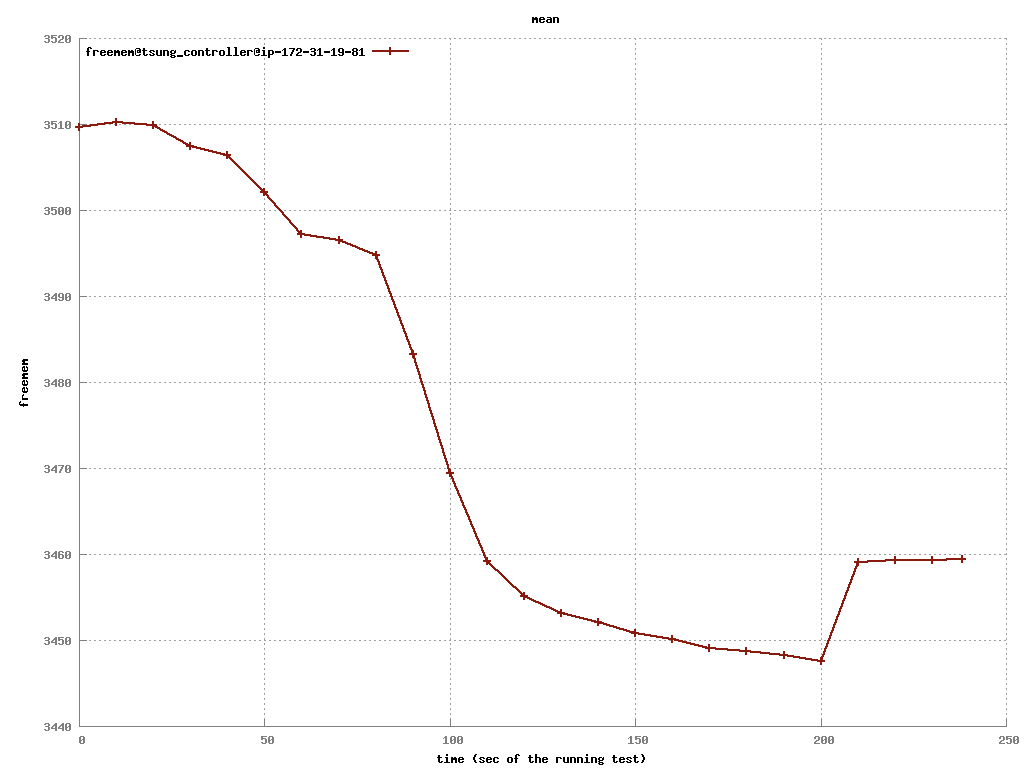 mean
3520
freemem@tsung_controller@ip-172-31-19-81
3510
3500
3490
3480
freemem
3470
3460
3450
3440
0 50 100 150 200 250
time (sec of the running test)